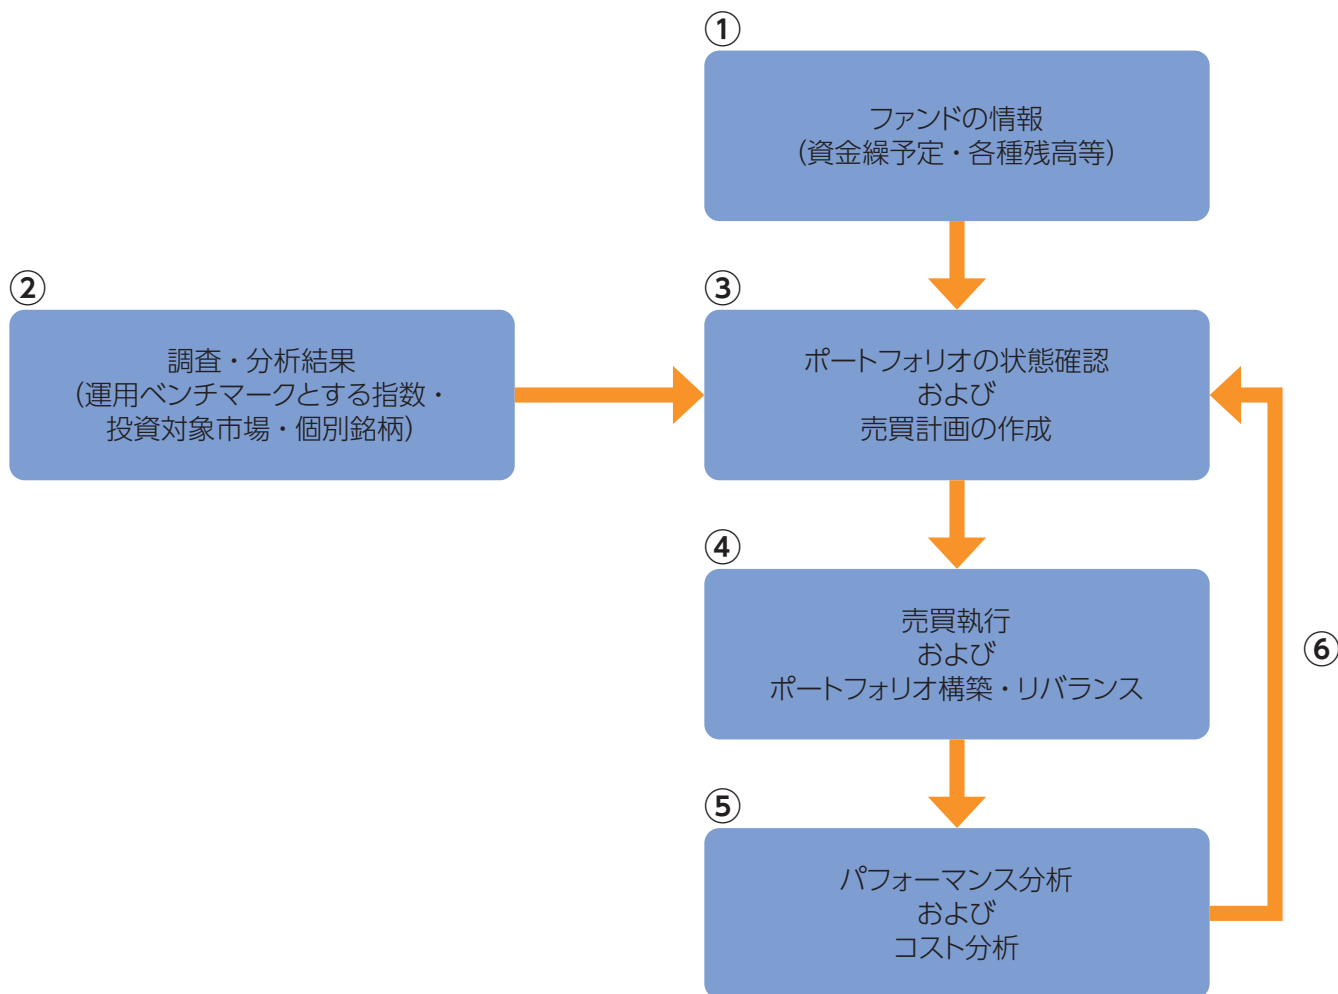 ①
ファンドの情報
(資金繰予定・各種残高等)
②
調査・分析結果
(運用ベンチマークとする指数・
投資対象市場・個別銘柄)
③
ポートフォリオの状態確認
および
売買計画の作成
④
売買執行
および
ポートフォリオ構築・リバランス
⑥
⑤
パフォーマンス分析
および
コスト分析